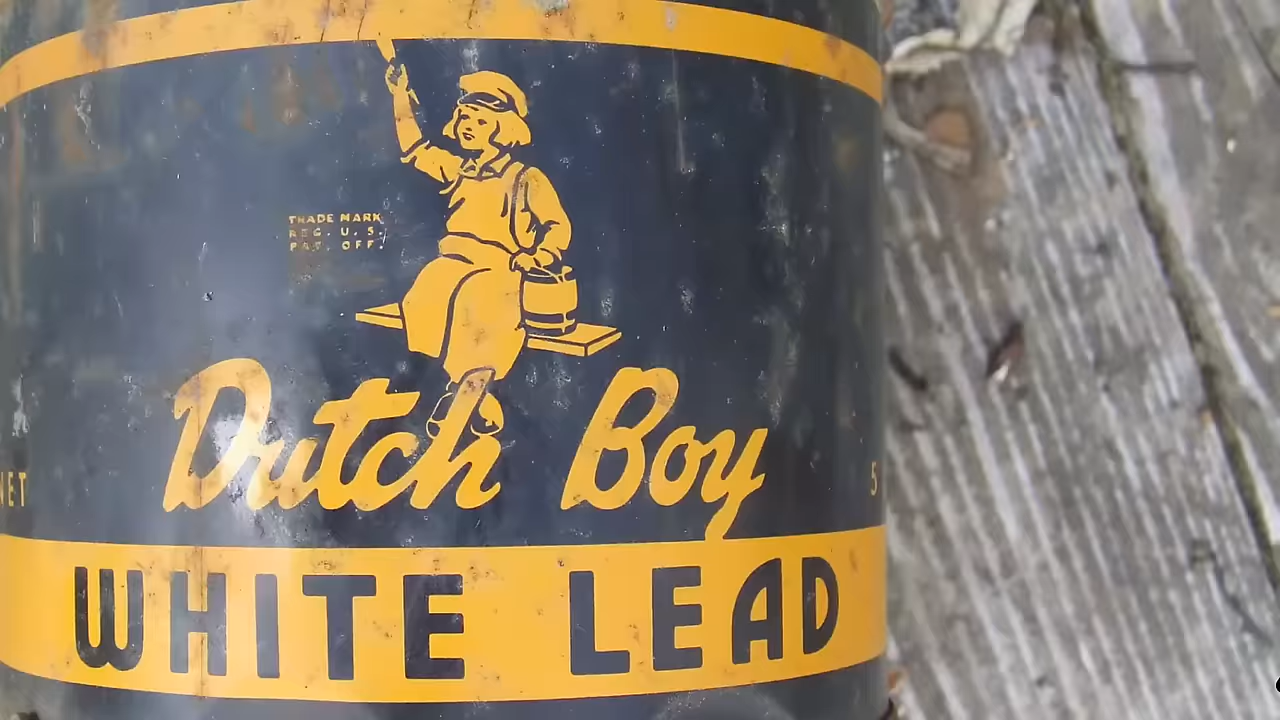 TRADE MARK
REG. U. S.
PAT. OFF.
Dutch Boy
NET
5
WHITE LEAD